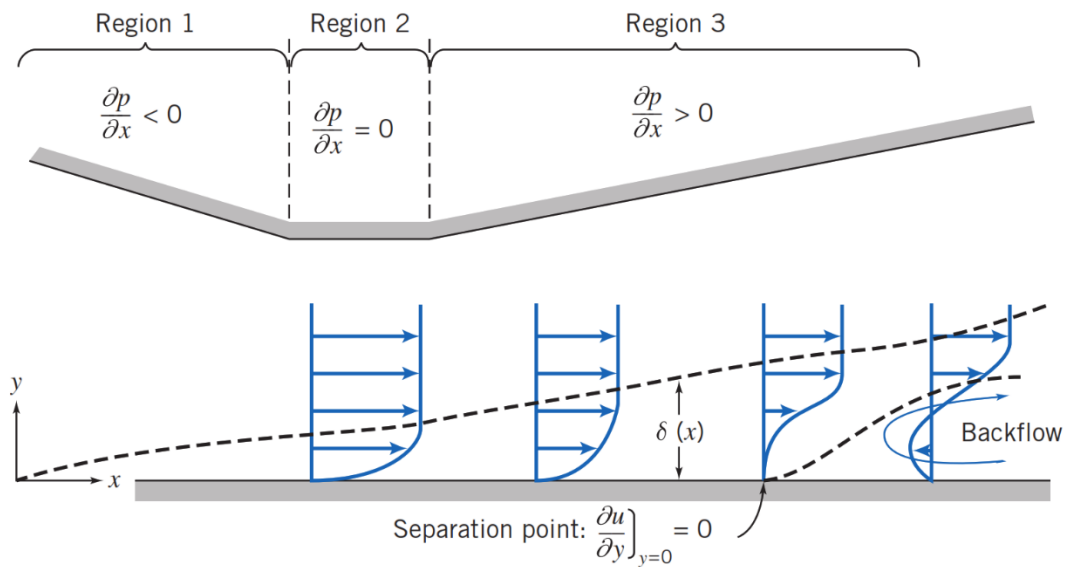 Region 1 Region 2 Region 3
∂p/∂x < 0 ∂p/∂x = 0 ∂p/∂x > 0
y
δ (x)
Backflow
x
Separation point: ∂u/∂y]y=0 = 0